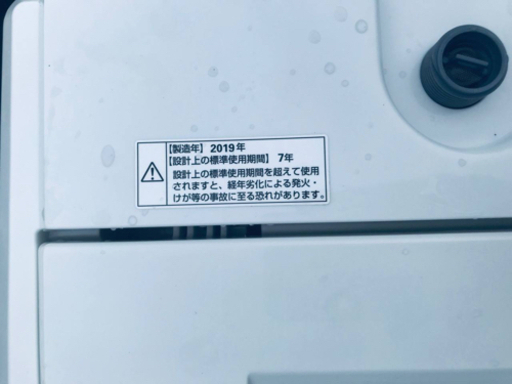 【製造年】2019年
【設計上の標準使用期間】7年
設計上の標準使用期間を超えて使用
されますと、経年劣化による発火・
けが等の事故に至る恐れがあります。